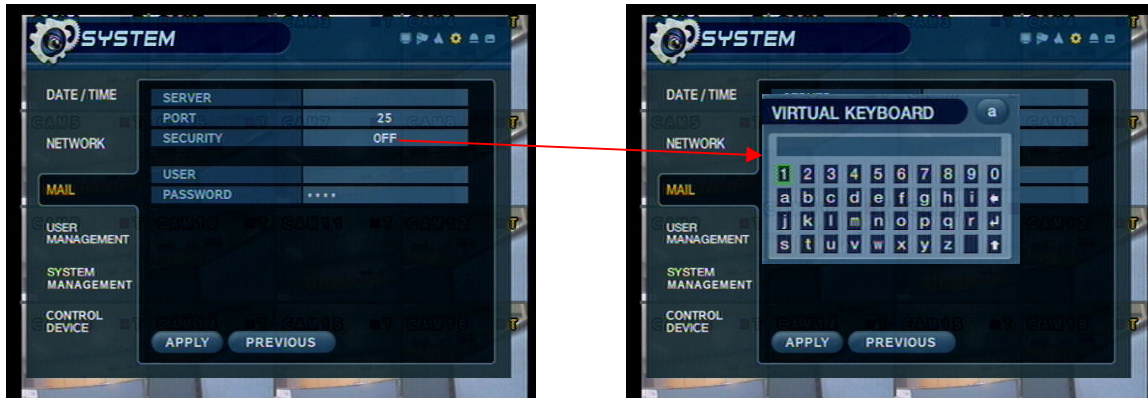 SYSTEM
DATE / TIME
NETWORK
MAIL
USER
MANAGEMENT
SYSTEM
MANAGEMENT
CONTROL
DEVICE
SERVER
PORT 25
SECURITY OFF
USER
PASSWORD ****
APPLY PREVIOUS
SYSTEM
DATE / TIME
NETWORK
MAIL
USER
MANAGEMENT
SYSTEM
MANAGEMENT
CONTROL
DEVICE
VIRTUAL KEYBOARD a
1 2 3 4 5 6 7 8 9 0
a b c d e f g h i
j k l m n o p q r
s t u v w x y z
APPLY PREVIOUS